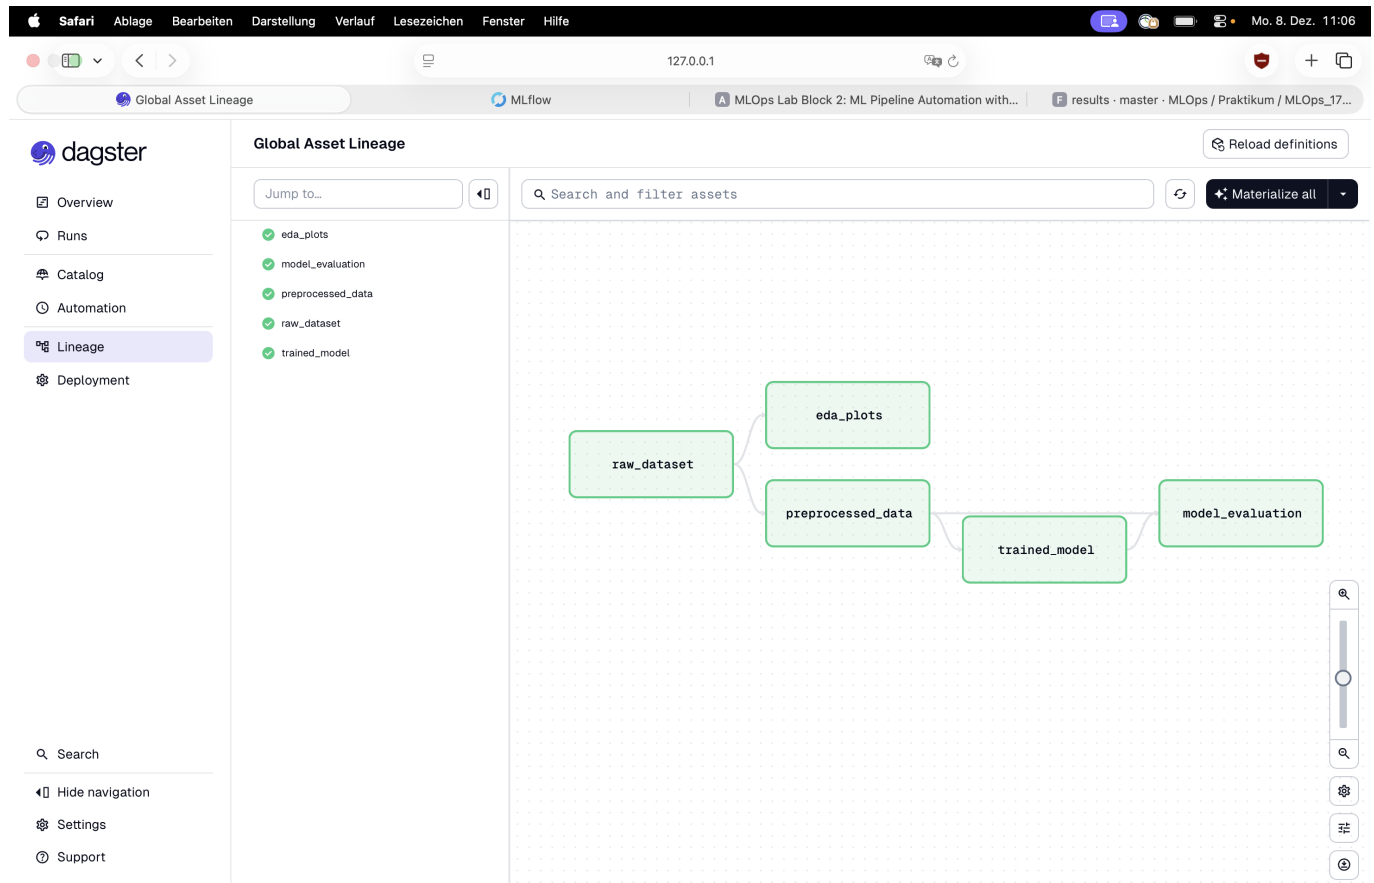 Safari Ablage Bearbeiten Darstellung Verlauf Lesezeichen Fenster Hilfe Mo. 8. Dez. 11:06
127.0.0.1
Global Asset Lineage MLflow A MLOps Lab Block 2: ML Pipeline Automation with... F results · master · MLOps / Praktikum / MLOps_17...
dagster
Overview
Runs
Catalog
Automation
Lineage
Deployment
Search
Hide navigation
Settings
Support
Global Asset Lineage
Reload definitions
Jump to...
Search and filter assets
Materialize all
eda_plots
model_evaluation
preprocessed_data
raw_dataset
trained_model
eda_plots
raw_dataset
preprocessed_data
model_evaluation
trained_model